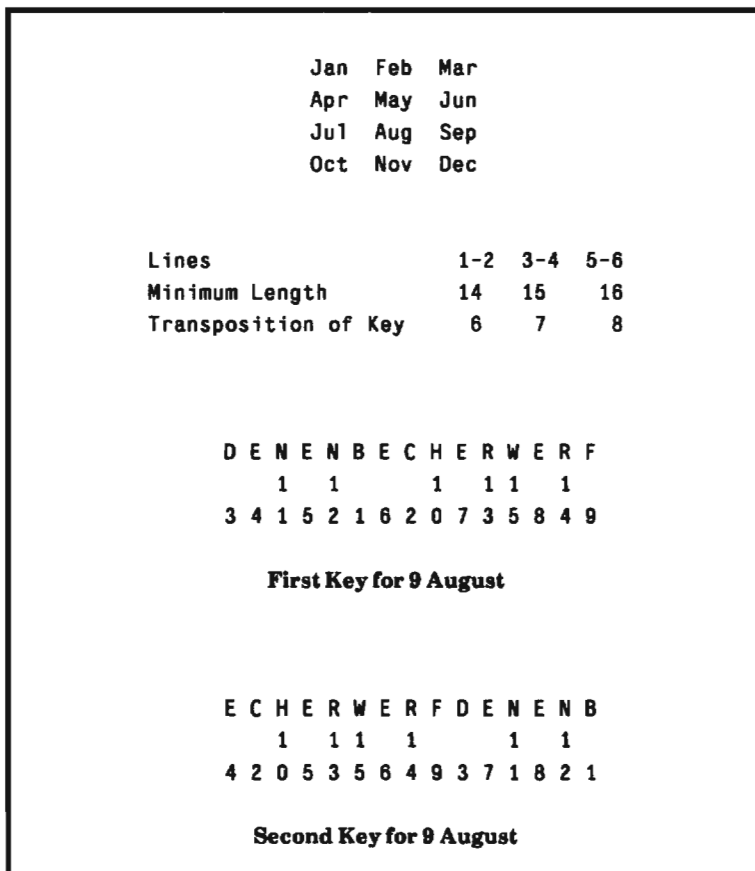 Jan Feb Mar
Apr May Jun
Jul Aug Sep
Oct Nov Dec
Lines 1-2 3-4 5-6
Minimum Length 14 15 16
Transposition of Key 6 7 8
D E N E N B E C H E R W E R F
1 1 1 1 1 1
3 4 1 5 2 1 6 2 0 7 3 5 8 4 9
First Key for 9 August
E C H E R W E R F D E N E N B
1 1 1 1 1 1
4 2 0 5 3 5 6 4 9 3 7 1 8 2 1
Second Key for 9 August